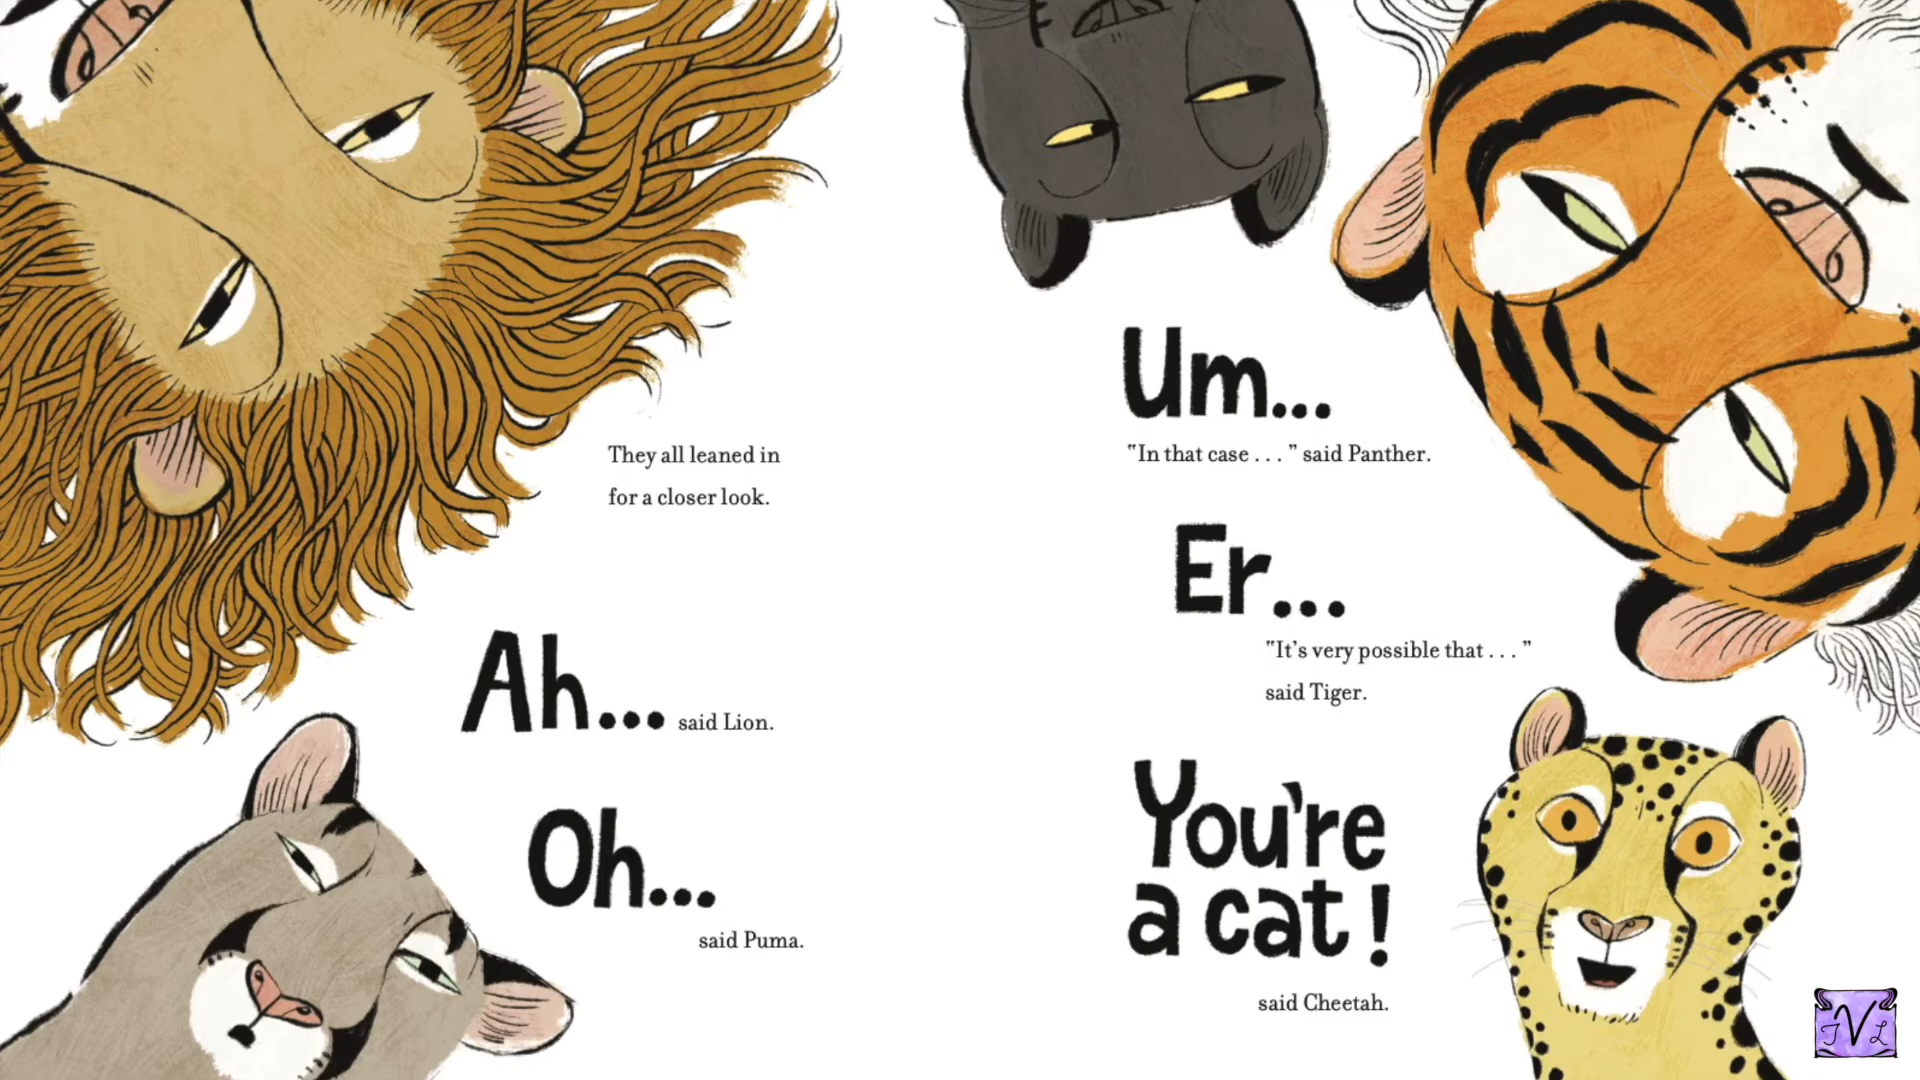 They all leaned in
for a closer look.
Ah... said Lion.
Oh...
said Puma.
Um...
"In that case . . . " said Panther.
Er...
"It's very possible that . . . "
said Tiger.
You're
a cat!
said Cheetah.
TVL